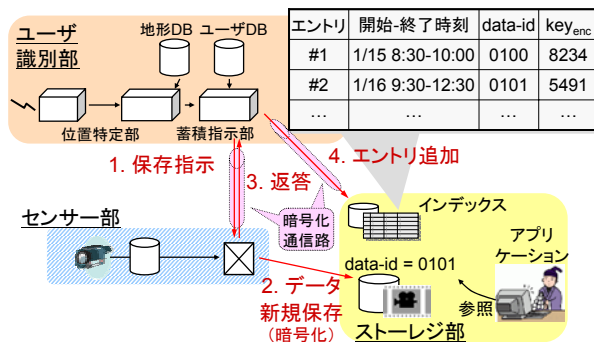 ユーザ
識別部
地形DB ユーザDB
位置特定部
蓄積指示部
エントリ 開始-終了時刻 data-id keyenc
#1 1/15 8:30-10:00 0100 8234
#2 1/16 9:30-12:30 0101 5491
… … … …
1. 保存指示
3. 返答
4. エントリ追加
暗号化
通信路
センサー部
インデックス
アプリ
ケーション
data-id = 0101
2. データ
新規保存
(暗号化)
参照
ストーレジ部